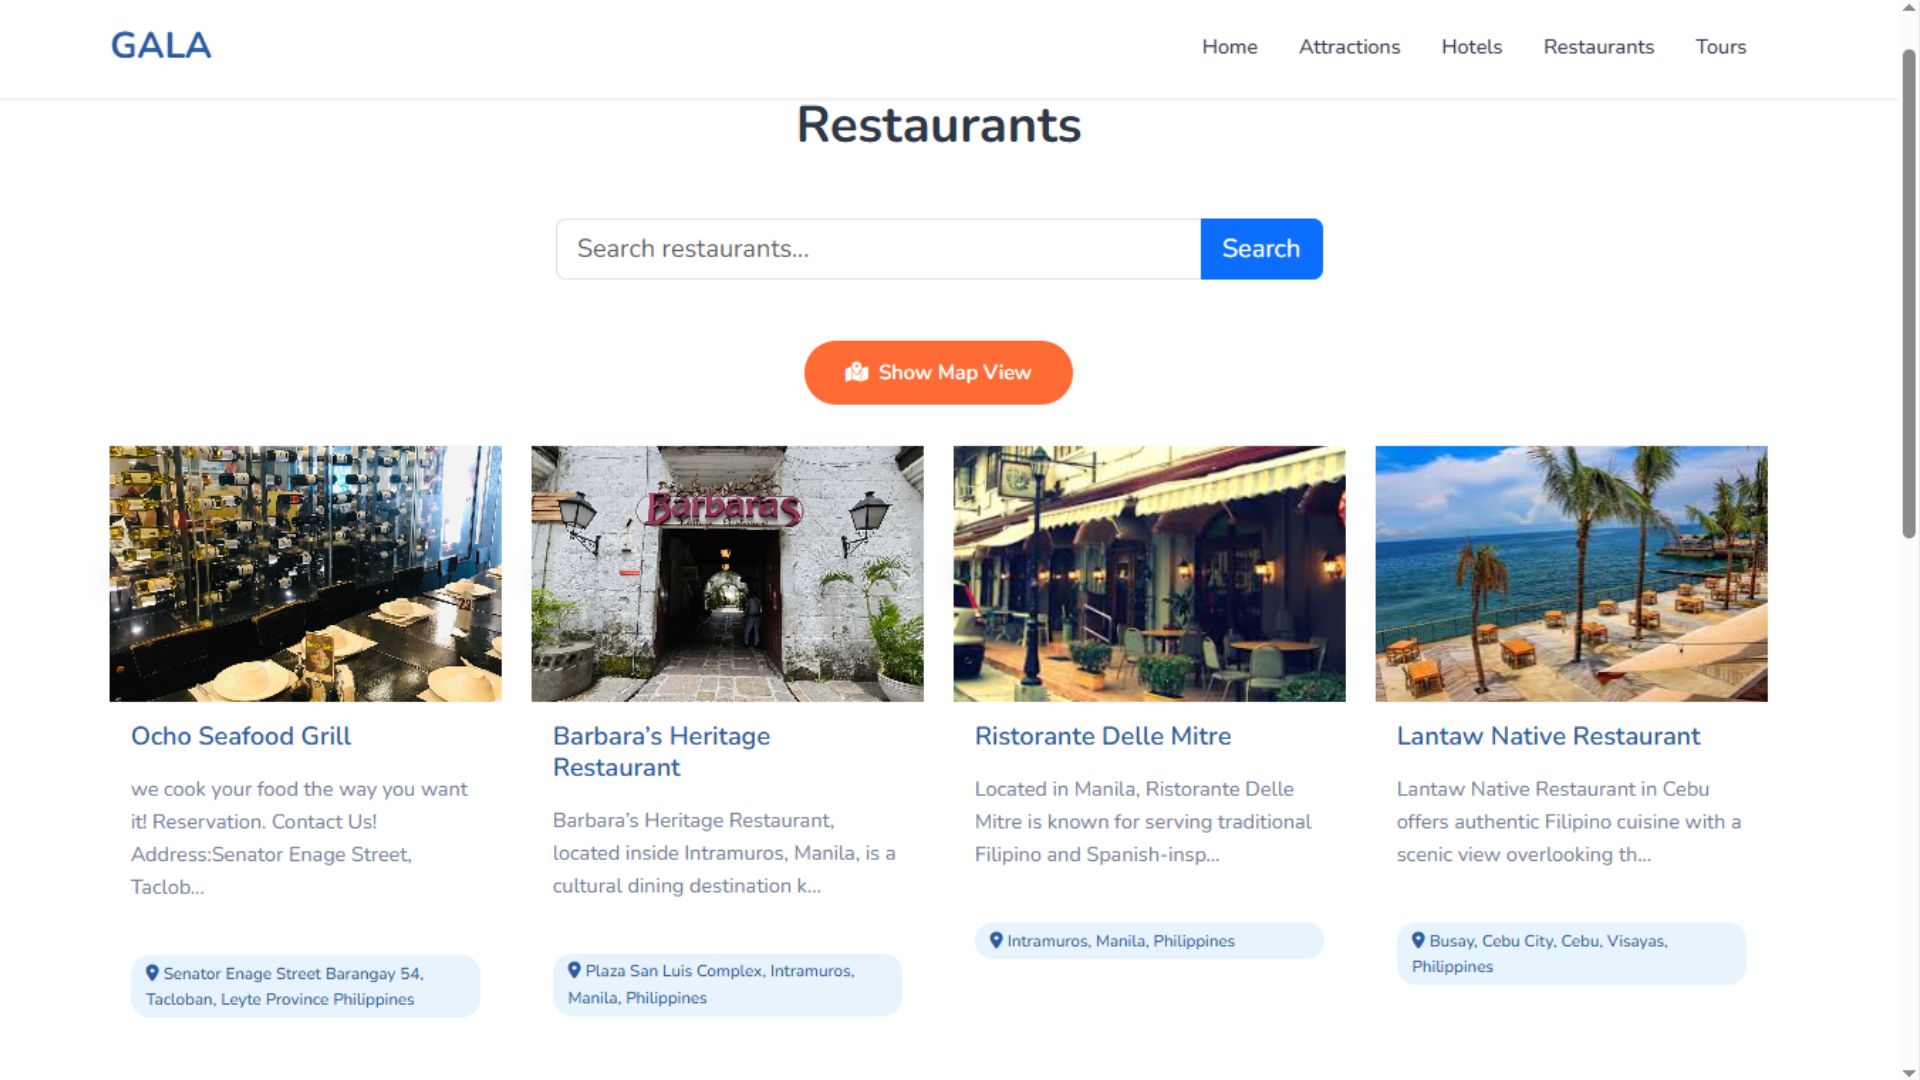 GALA
Home Attractions Hotels Restaurants Tours
Restaurants
Search restaurants... Search
Show Map View
Barbaras
23
Ocho Seafood Grill
we cook your food the way you want
it! Reservation. Contact Us!
Address:Senator Enage Street,
Taclob...
Senator Enage Street Barangay 54,
Tacloban, Leyte Province Philippines
Barbara’s Heritage
Restaurant
Barbara’s Heritage Restaurant,
located inside Intramuros, Manila, is a
cultural dining destination k...
Plaza San Luis Complex, Intramuros,
Manila, Philippines
Ristorante Delle Mitre
Located in Manila, Ristorante Delle
Mitre is known for serving traditional
Filipino and Spanish-insp...
Intramuros, Manila, Philippines
Lantaw Native Restaurant
Lantaw Native Restaurant in Cebu
offers authentic Filipino cuisine with a
scenic view overlooking th...
Busay, Cebu City, Cebu, Visayas,
Philippines